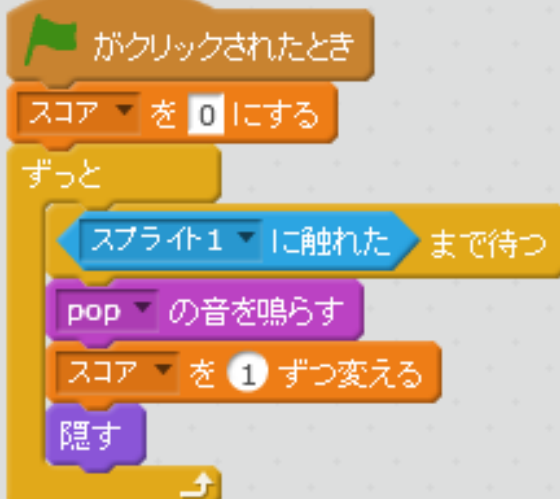 がクリックされたとき
スコア を 0 にする
ずっと
スプライト1 に触れた まで待つ
pop の音を鳴らす
スコア を 1 ずつ変える
隠す